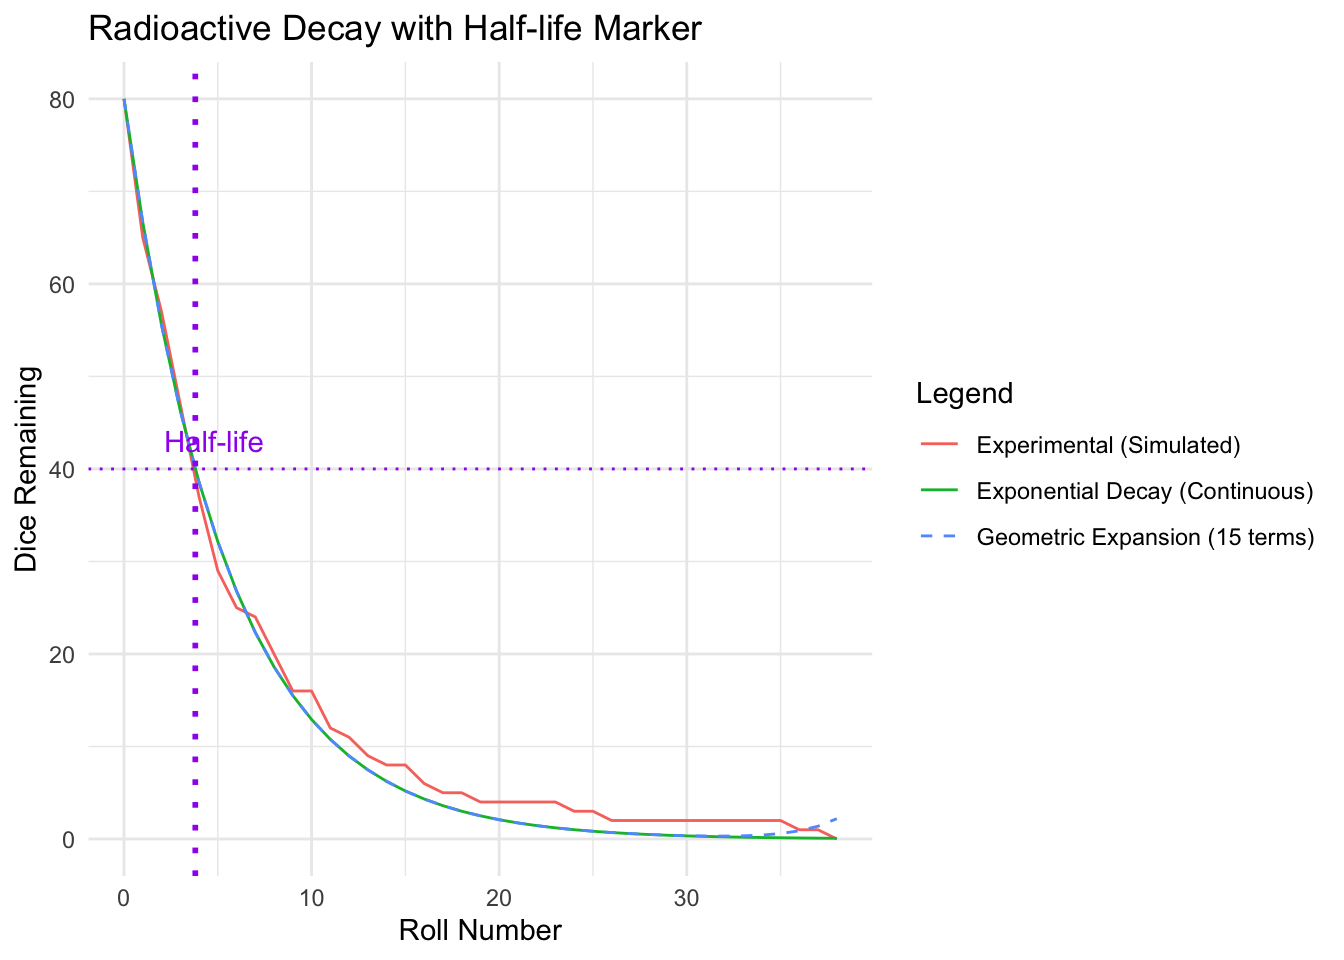 Radioactive Decay with Half-life Marker
Dice Remaining
80
60
40
20
0
Half-life
0 10 20 30
Roll Number
Legend
Experimental (Simulated)
Exponential Decay (Continuous)
Geometric Expansion (15 terms)